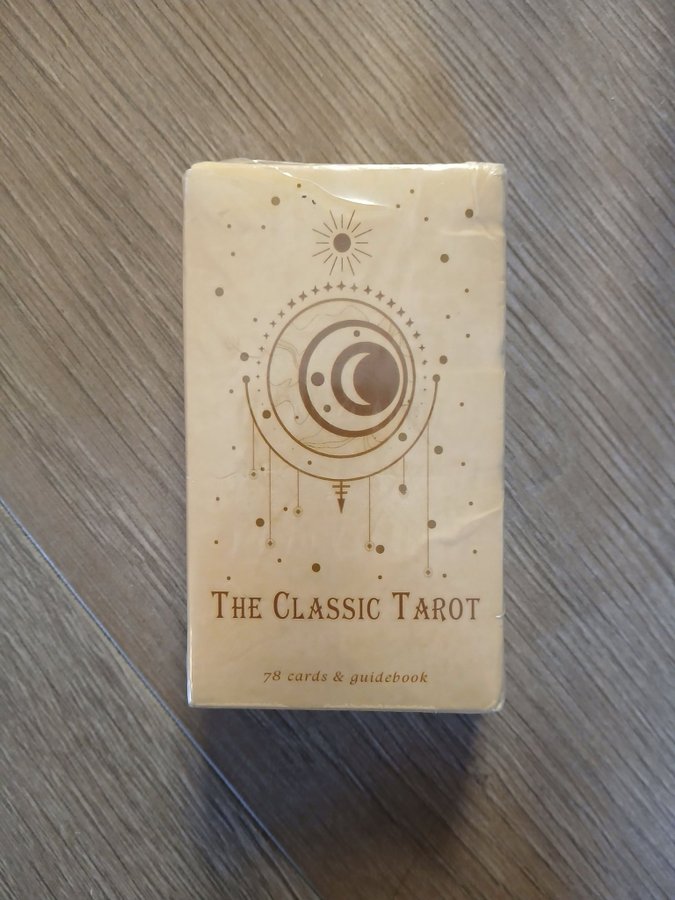 The Classic Tarot
78 cards & guidebook